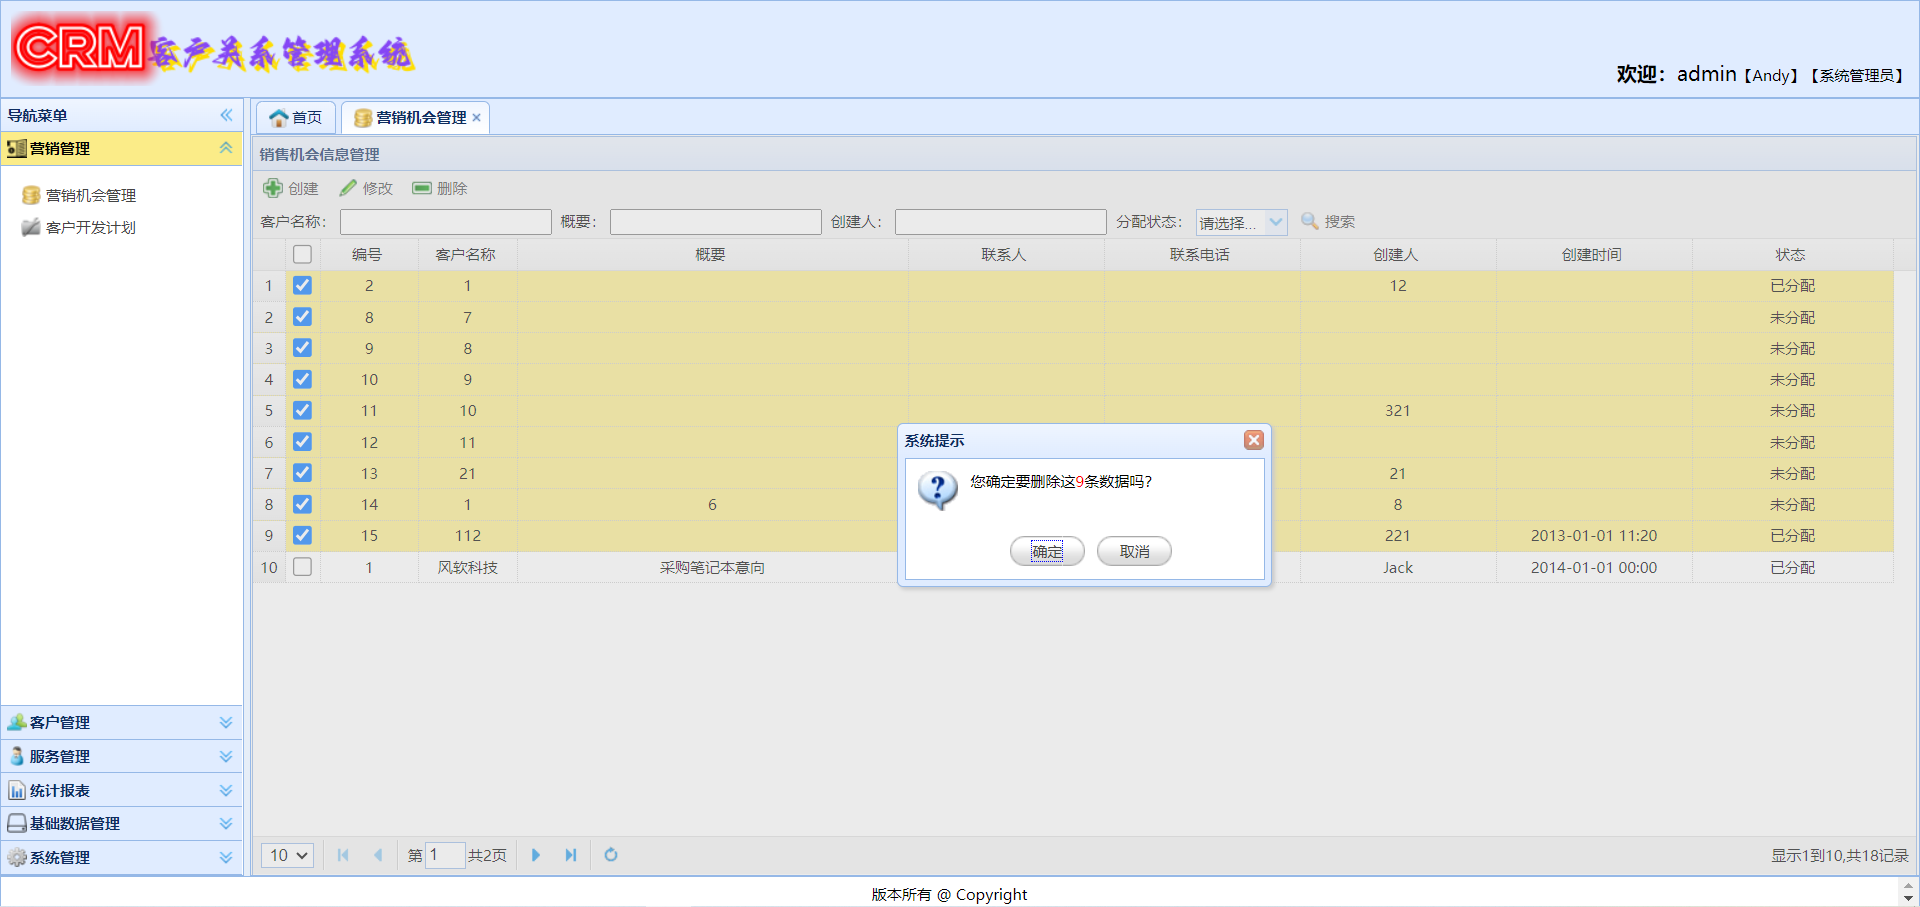 CRM客户关系管理系统
欢迎：admin【Andy】【系统管理员】
导航菜单
营销管理
营销机会管理
客户开发计划
客户管理
服务管理
统计报表
基础数据管理
系统管理
首页 营销机会管理
销售机会信息管理
创建 修改 删除
客户名称： 概要： 创建人： 分配状态： 请选择... 搜索
编号 客户名称 概要 联系人 联系电话 创建人 创建时间 状态
1 2 1 12 已分配
2 8 7 未分配
3 9 8 未分配
4 10 9 未分配
5 11 10 321 未分配
6 12 11 未分配
7 13 21 21 未分配
8 14 1 6 8 未分配
9 15 112 221 2013-01-01 11:20 已分配
10 1 风软科技 采购笔记本意向 Jack 2014-01-01 00:00 已分配
系统提示
您确定要删除这9条数据吗？
确定 取消
10 第 1 共2页 显示1到10,共18记录
版本所有 @ Copyright